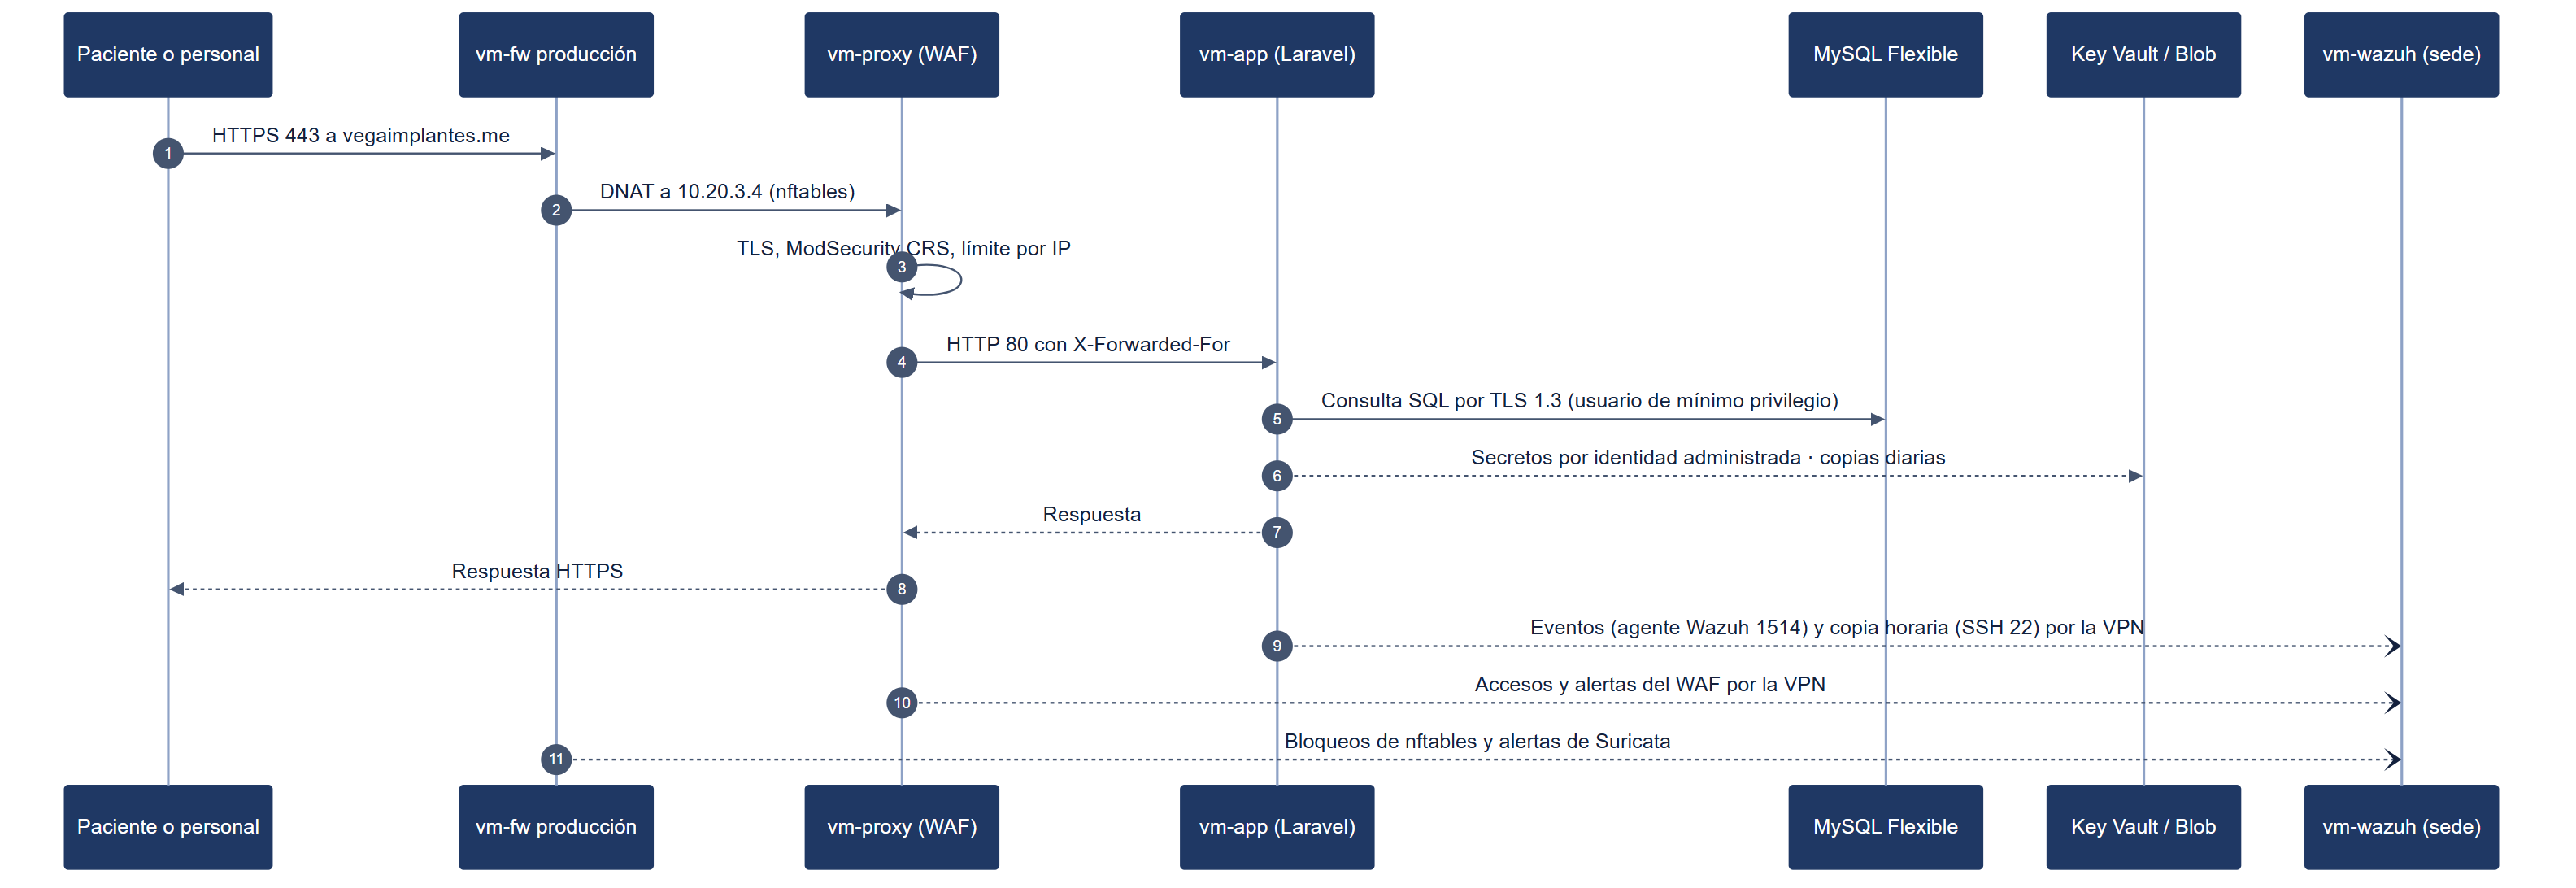 Paciente o personal
vm-fw producción
vm-proxy (WAF)
vm-app (Laravel)
MySQL Flexible
Key Vault / Blob
vm-wazuh (sede)
HTTPS 443 a vegaimplantes.me
1
DNAT a 10.20.3.4 (nftables)
2
TLS, ModSecurity CRS, límite por IP
3
HTTP 80 con X-Forwarded-For
4
Consulta SQL por TLS 1.3 (usuario de mínimo privilegio)
5
Secretos por identidad administrada · copias diarias
6
Respuesta
7
Respuesta HTTPS
8
Eventos (agente Wazuh 1514) y copia horaria (SSH 22) por la VPN
9
Accesos y alertas del WAF por la VPN
10
Bloqueos de nftables y alertas de Suricata
11
Paciente o personal
vm-fw producción
vm-proxy (WAF)
vm-app (Laravel)
MySQL Flexible
Key Vault / Blob
vm-wazuh (sede)